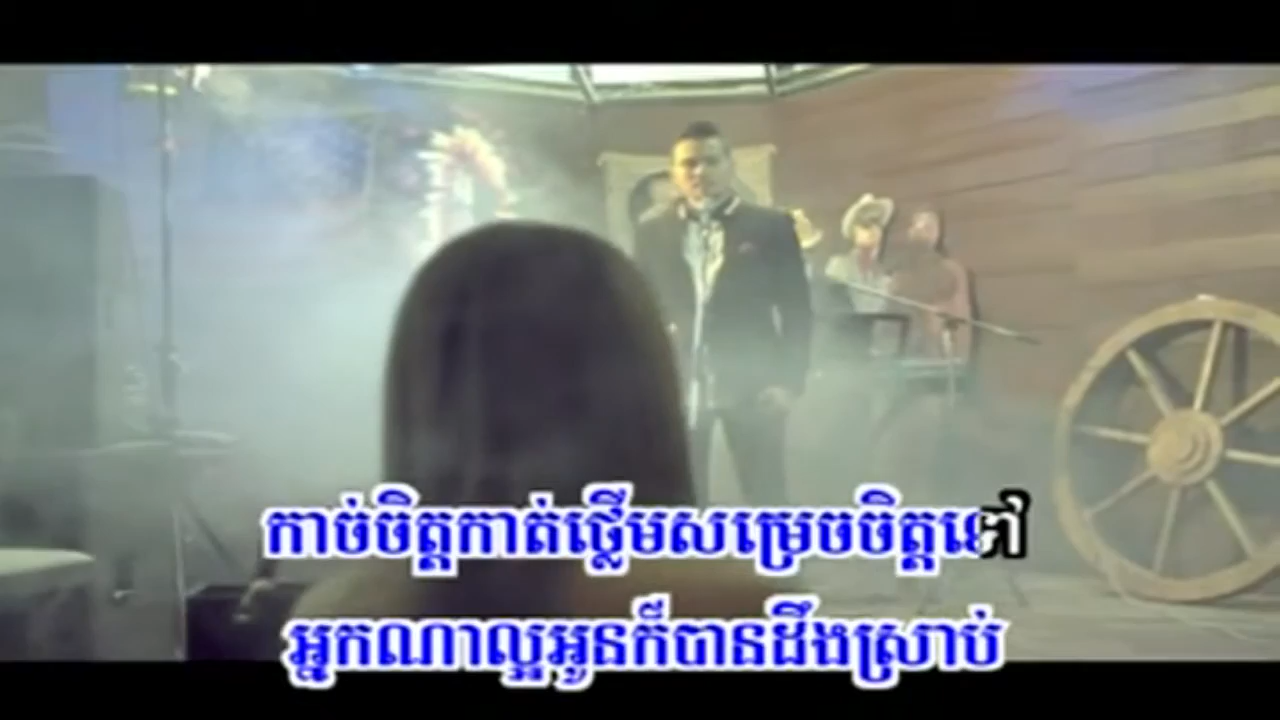 កាច់ចិត្តកាត់ថ្លើមសម្រេចចិត្តទៅ
អ្នកណាល្អអូនក៏បានដឹងស្រាប់